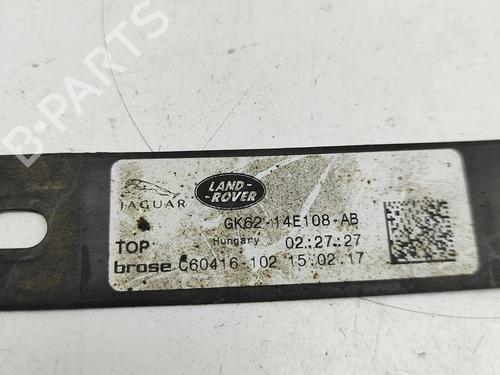 B-PARTS
JAGUAR
LAND-
ROVER
GK62-14E108-AB
TOP
Hungary 02:27:27
brose C60416-102 15.02.17